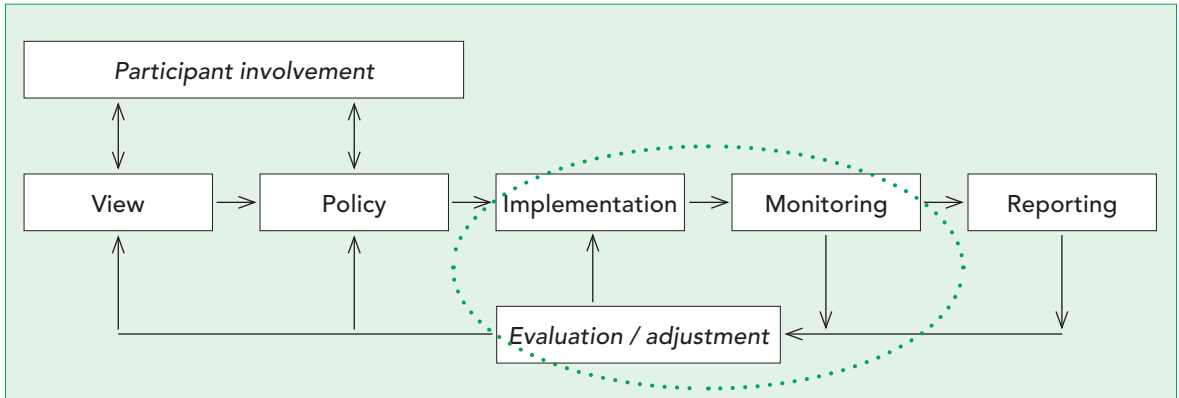 Participant involvement
View
Policy
Implementation
Monitoring
Reporting
Evaluation / adjustment